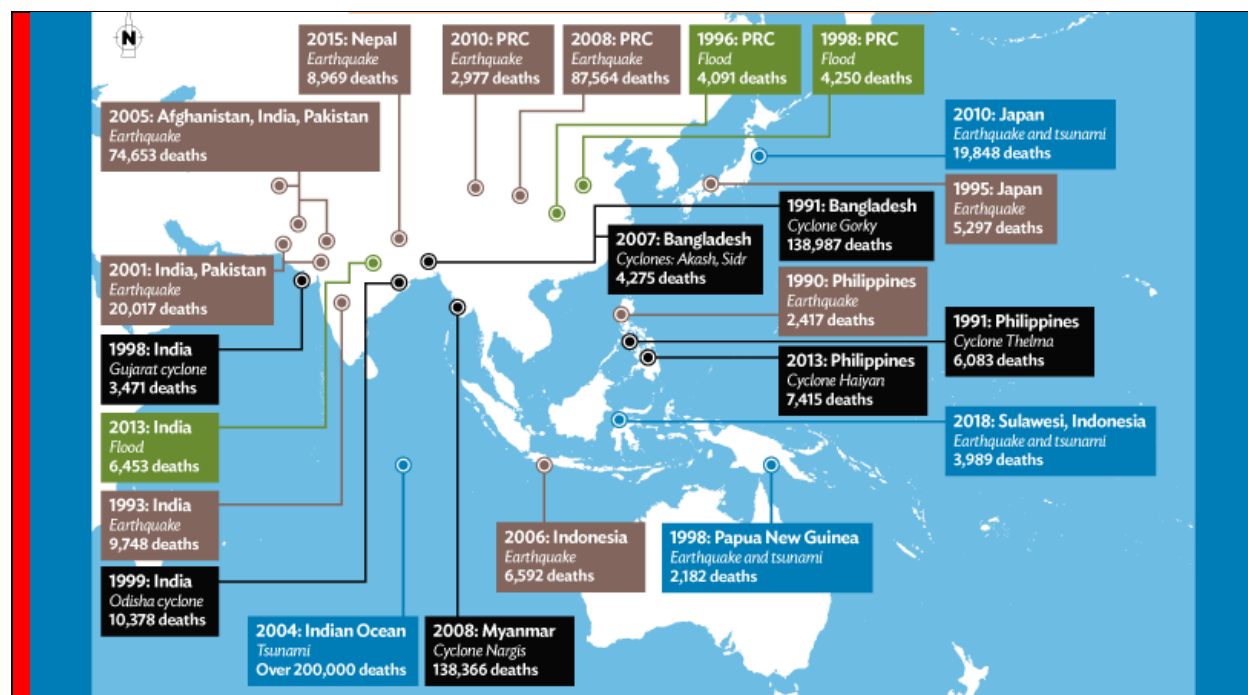 N
2015: Nepal
Earthquake
8,969 deaths
2010: PRC
Earthquake
2,977 deaths
2008: PRC
Earthquake
87,564 deaths
1996: PRC
Flood
4,091 deaths
1998: PRC
Flood
4,250 deaths
2005: Afghanistan, India, Pakistan
Earthquake
74,653 deaths
2010: Japan
Earthquake and tsunami
19,848 deaths
1995: Japan
Earthquake
5,297 deaths
1991: Bangladesh
Cyclone Gorky
138,987 deaths
2007: Bangladesh
Cyclones: Akash, Sidr
4,275 deaths
2001: India, Pakistan
Earthquake
20,017 deaths
1990: Philippines
Earthquake
2,417 deaths
1991: Philippines
Cyclone Thelma
6,083 deaths
1998: India
Gujarat cyclone
3,471 deaths
2013: Philippines
Cyclone Haiyan
7,415 deaths
2013: India
Flood
6,453 deaths
2018: Sulawesi, Indonesia
Earthquake and tsunami
3,989 deaths
1993: India
Earthquake
9,748 deaths
2006: Indonesia
Earthquake
6,592 deaths
1998: Papua New Guinea
Earthquake and tsunami
2,182 deaths
1999: India
Odisha cyclone
10,378 deaths
2004: Indian Ocean
Tsunami
Over 200,000 deaths
2008: Myanmar
Cyclone Nargis
138,366 deaths